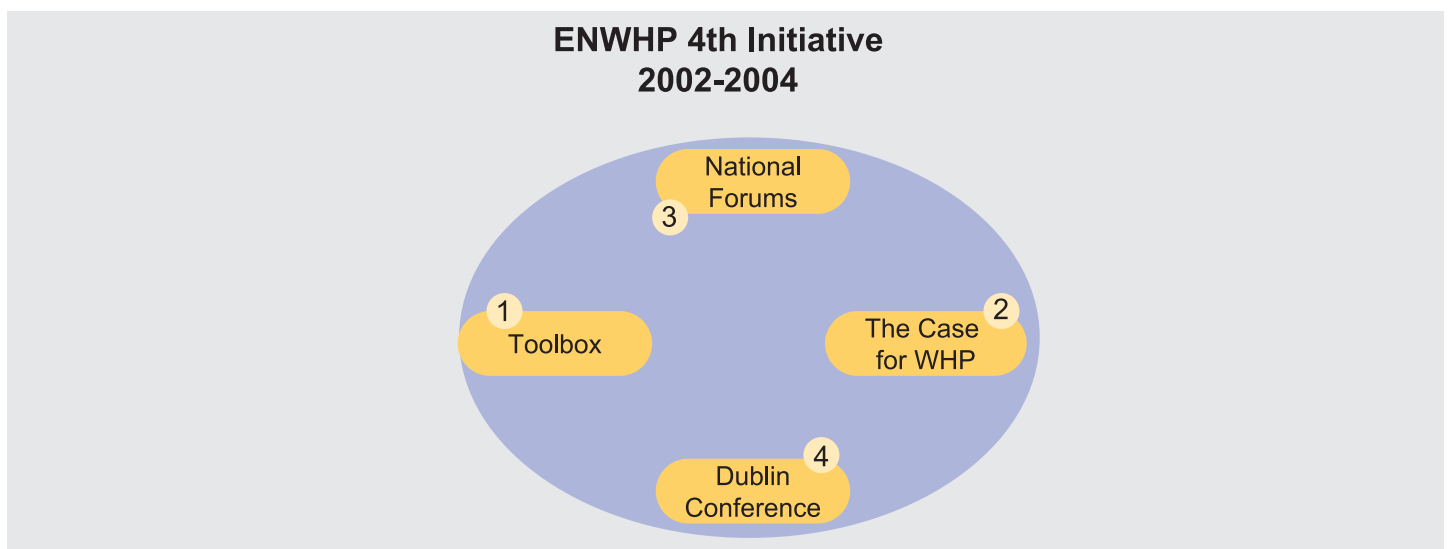 ENWHP 4th Initiative
2002-2004
National
Forums
3
1
Toolbox
2
The Case
for WHP
4
Dublin
Conference